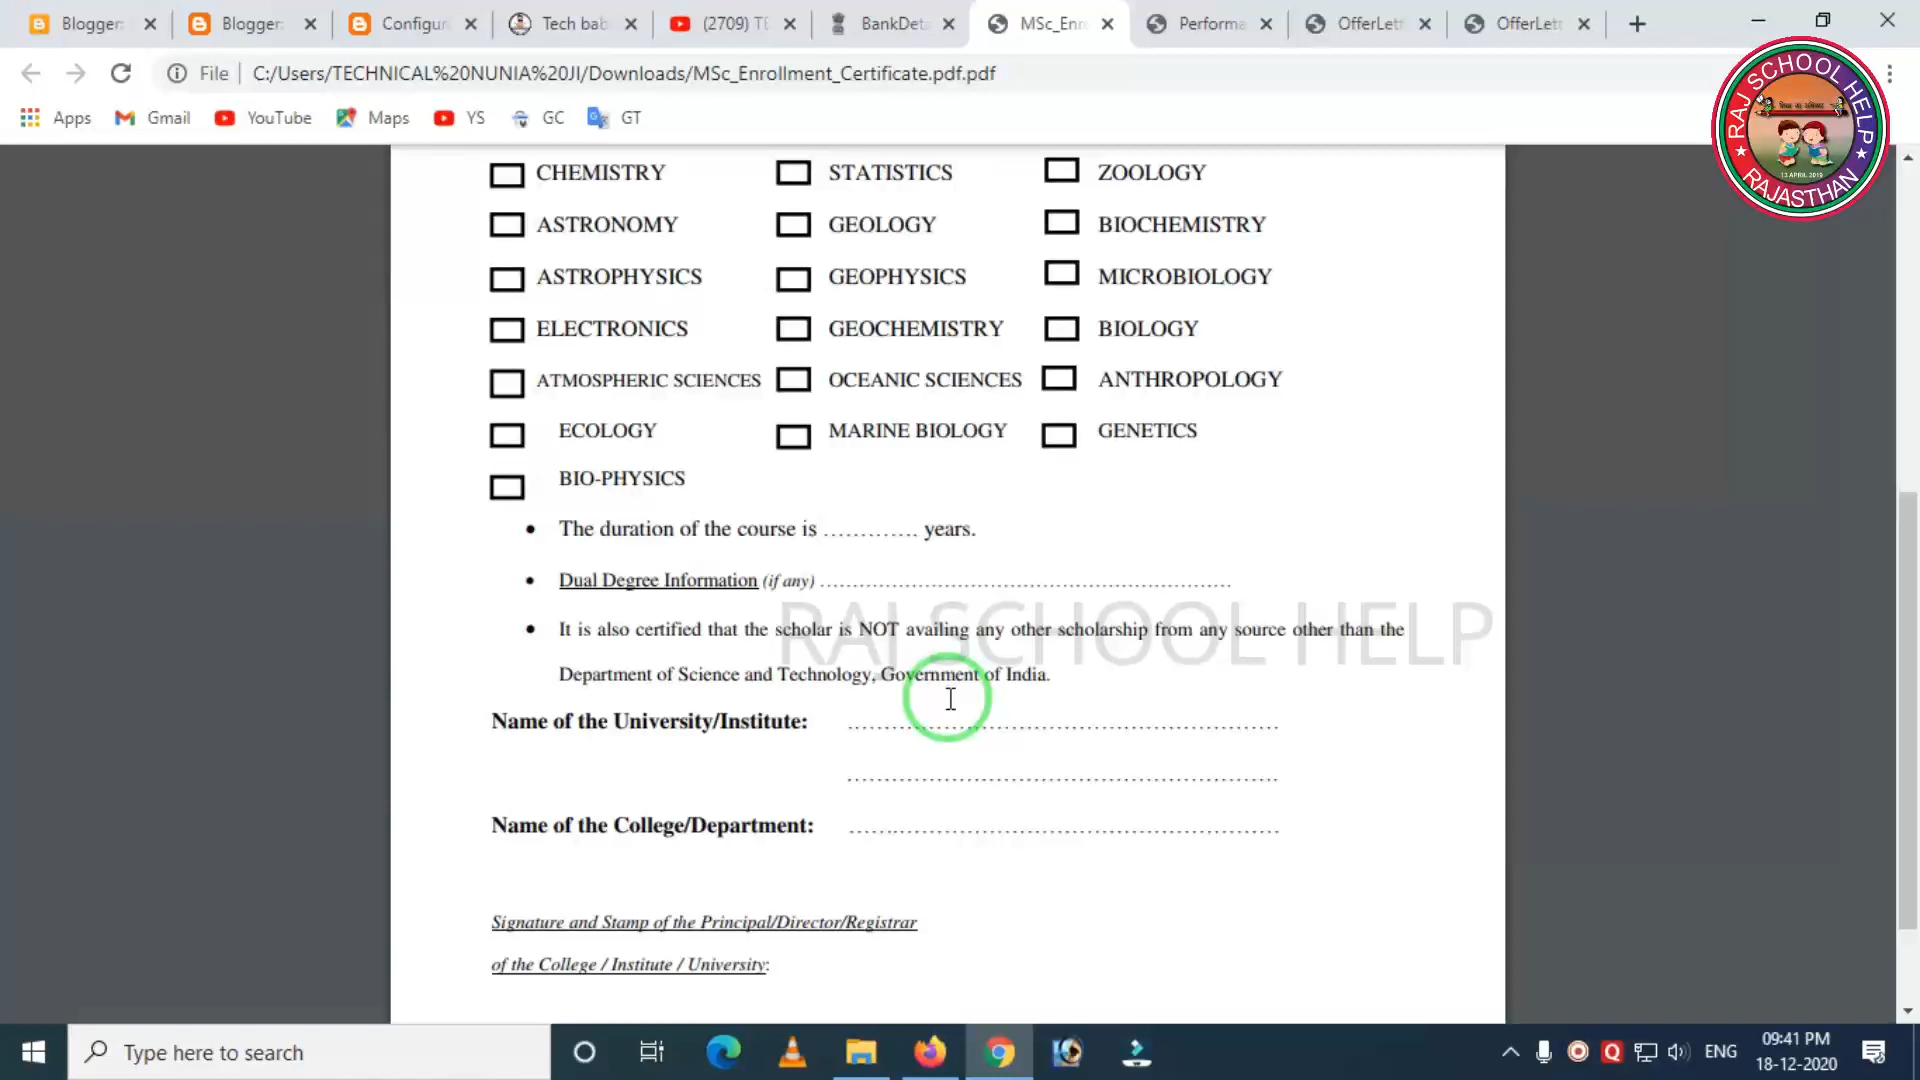 Blogger:
Blogger:
Configur
Tech bab
(2709) TE
BankDeta
MSc_Enro
Performa
OfferLett
OfferLett
File
C:/Users/TECHNICAL%20NUNIA%20JI/Downloads/MSc_Enrollment_Certificate.pdf.pdf
Apps Gmail YouTube Maps YS GC GT
RAJ SCHOOL HELP
13 APRIL 2019
RAJASTHAN
CHEMISTRY STATISTICS ZOOLOGY
ASTRONOMY GEOLOGY BIOCHEMISTRY
ASTROPHYSICS GEOPHYSICS MICROBIOLOGY
ELECTRONICS GEOCHEMISTRY BIOLOGY
ATMOSPHERIC SCIENCES OCEANIC SCIENCES ANTHROPOLOGY
ECOLOGY MARINE BIOLOGY GENETICS
BIO-PHYSICS
• The duration of the course is ............. years.
• Dual Degree Information (if any) ......................................................................
• It is also certified that the scholar is NOT availing any other scholarship from any source other than the
Department of Science and Technology, Government of India.
RAJ SCHOOL HELP
Name of the University/Institute: ......................................................................
......................................................................
Name of the College/Department: ......................................................................
Signature and Stamp of the Principal/Director/Registrar
of the College / Institute / University:
Type here to search
ENG
09:41 PM
18-12-2020